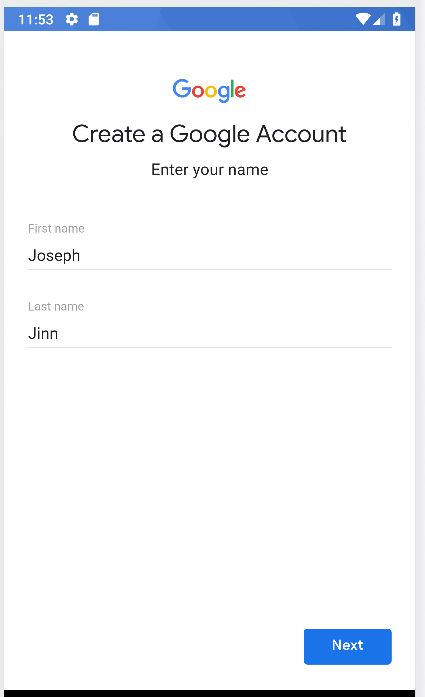 11:53
Google
Create a Google Account
Enter your name
First name
Joseph
Last name
Jinn
Next